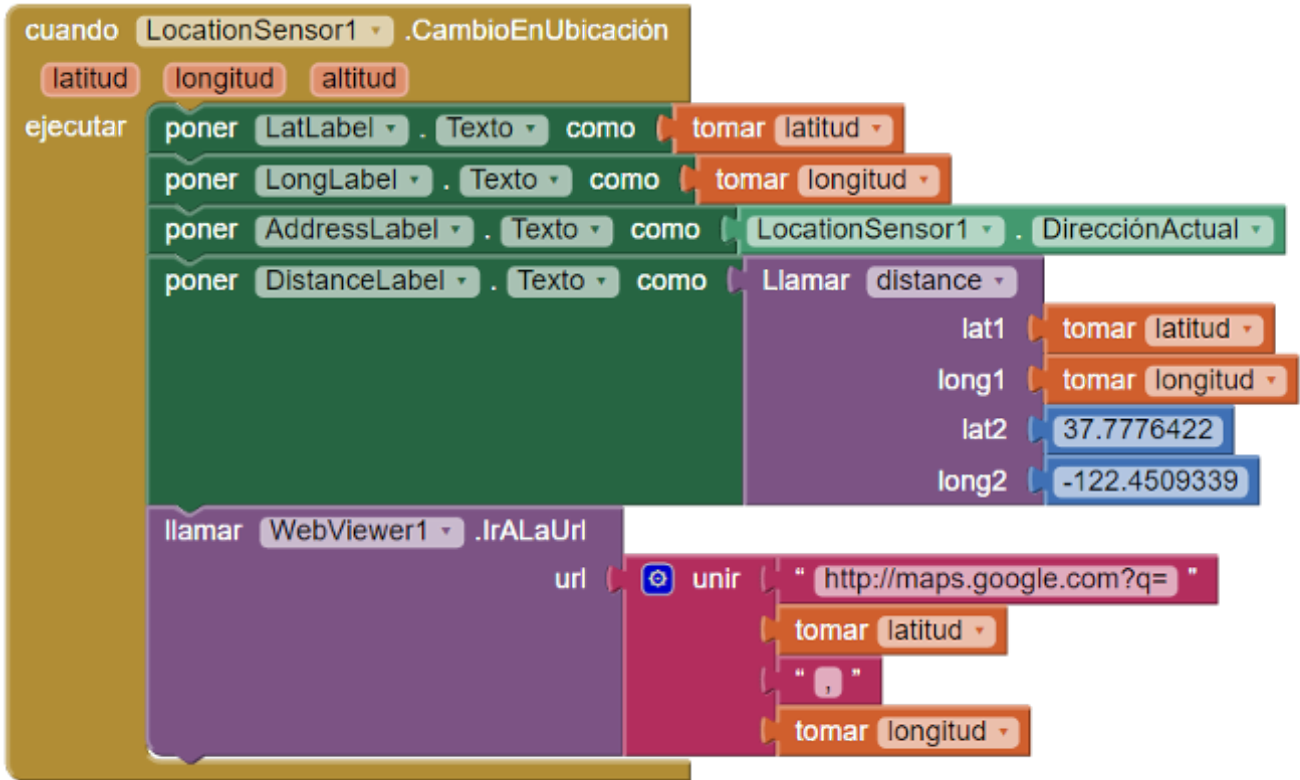 cuando LocationSensor1 .CambioEnUbicación
latitud longitud altitud
ejecutar poner LatLabel . Texto como tomar latitud
poner LongLabel . Texto como tomar longitud
poner AddressLabel . Texto como LocationSensor1 . DirecciónActual
poner DistanceLabel . Texto como Llamar distance
lat1 tomar latitud
long1 tomar longitud
lat2 37.7776422
long2 -122.4509339
llamar WebViewer1 .IrALaUrl
url unir " http://maps.google.com?q= "
tomar latitud
" , "
tomar longitud